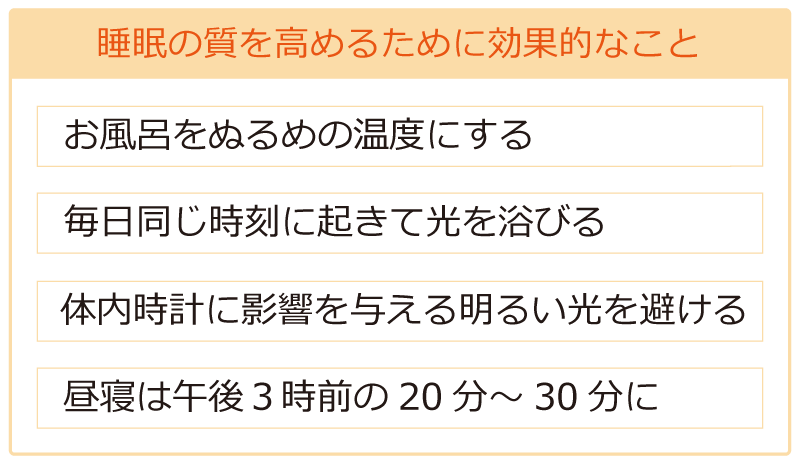 睡眠の質を高めるために効果的なこと
お風呂をぬるめの温度にする
毎日同じ時刻に起きて光を浴びる
体内時計に影響を与える明るい光を避ける
昼寝は午後３時前の 20 分～ 30 分に